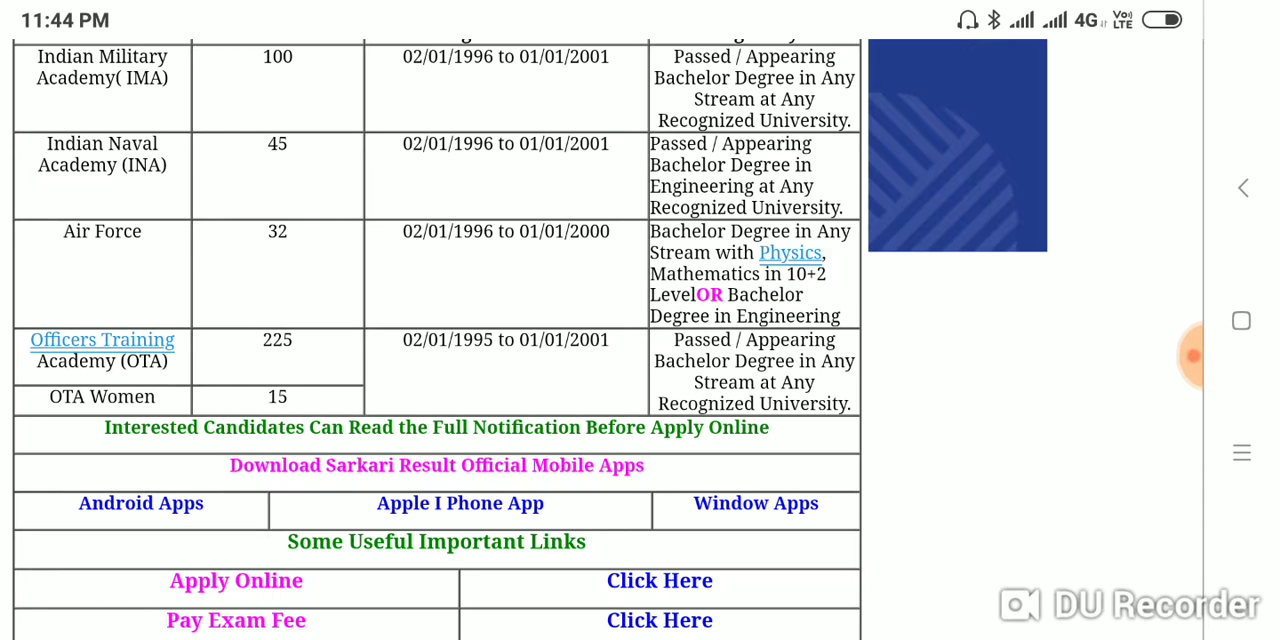 11:44 PM
4G
Vo)
LTE
Indian Military
Academy( IMA)
100
02/01/1996 to 01/01/2001
Passed / Appearing
Bachelor Degree in Any
Stream at Any
Recognized University.
Indian Naval
Academy (INA)
45
02/01/1996 to 01/01/2001
Passed / Appearing
Bachelor Degree in
Engineering at Any
Recognized University.
Air Force
32
02/01/1996 to 01/01/2000
Bachelor Degree in Any
Stream with Physics,
Mathematics in 10+2
LevelOR Bachelor
Degree in Engineering
Officers Training
Academy (OTA)
225
02/01/1995 to 01/01/2001
Passed / Appearing
Bachelor Degree in Any
Stream at Any
Recognized University.
OTA Women
15
Interested Candidates Can Read the Full Notification Before Apply Online
Download Sarkari Result Official Mobile Apps
Android Apps
Apple I Phone App
Window Apps
Some Useful Important Links
Apply Online
Click Here
Pay Exam Fee
Click Here
DU Recorder